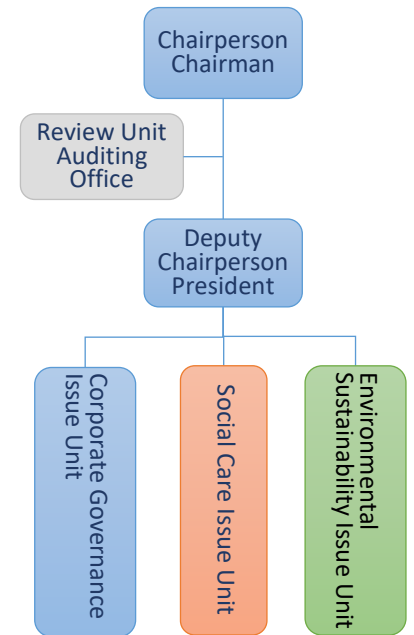 Chairperson
Chairman
Review Unit
Auditing
Office
Deputy
Chairperson
President
Corporate Governance
Issue Unit
Social Care Issue Unit
Environmental
Sustainability Issue Unit